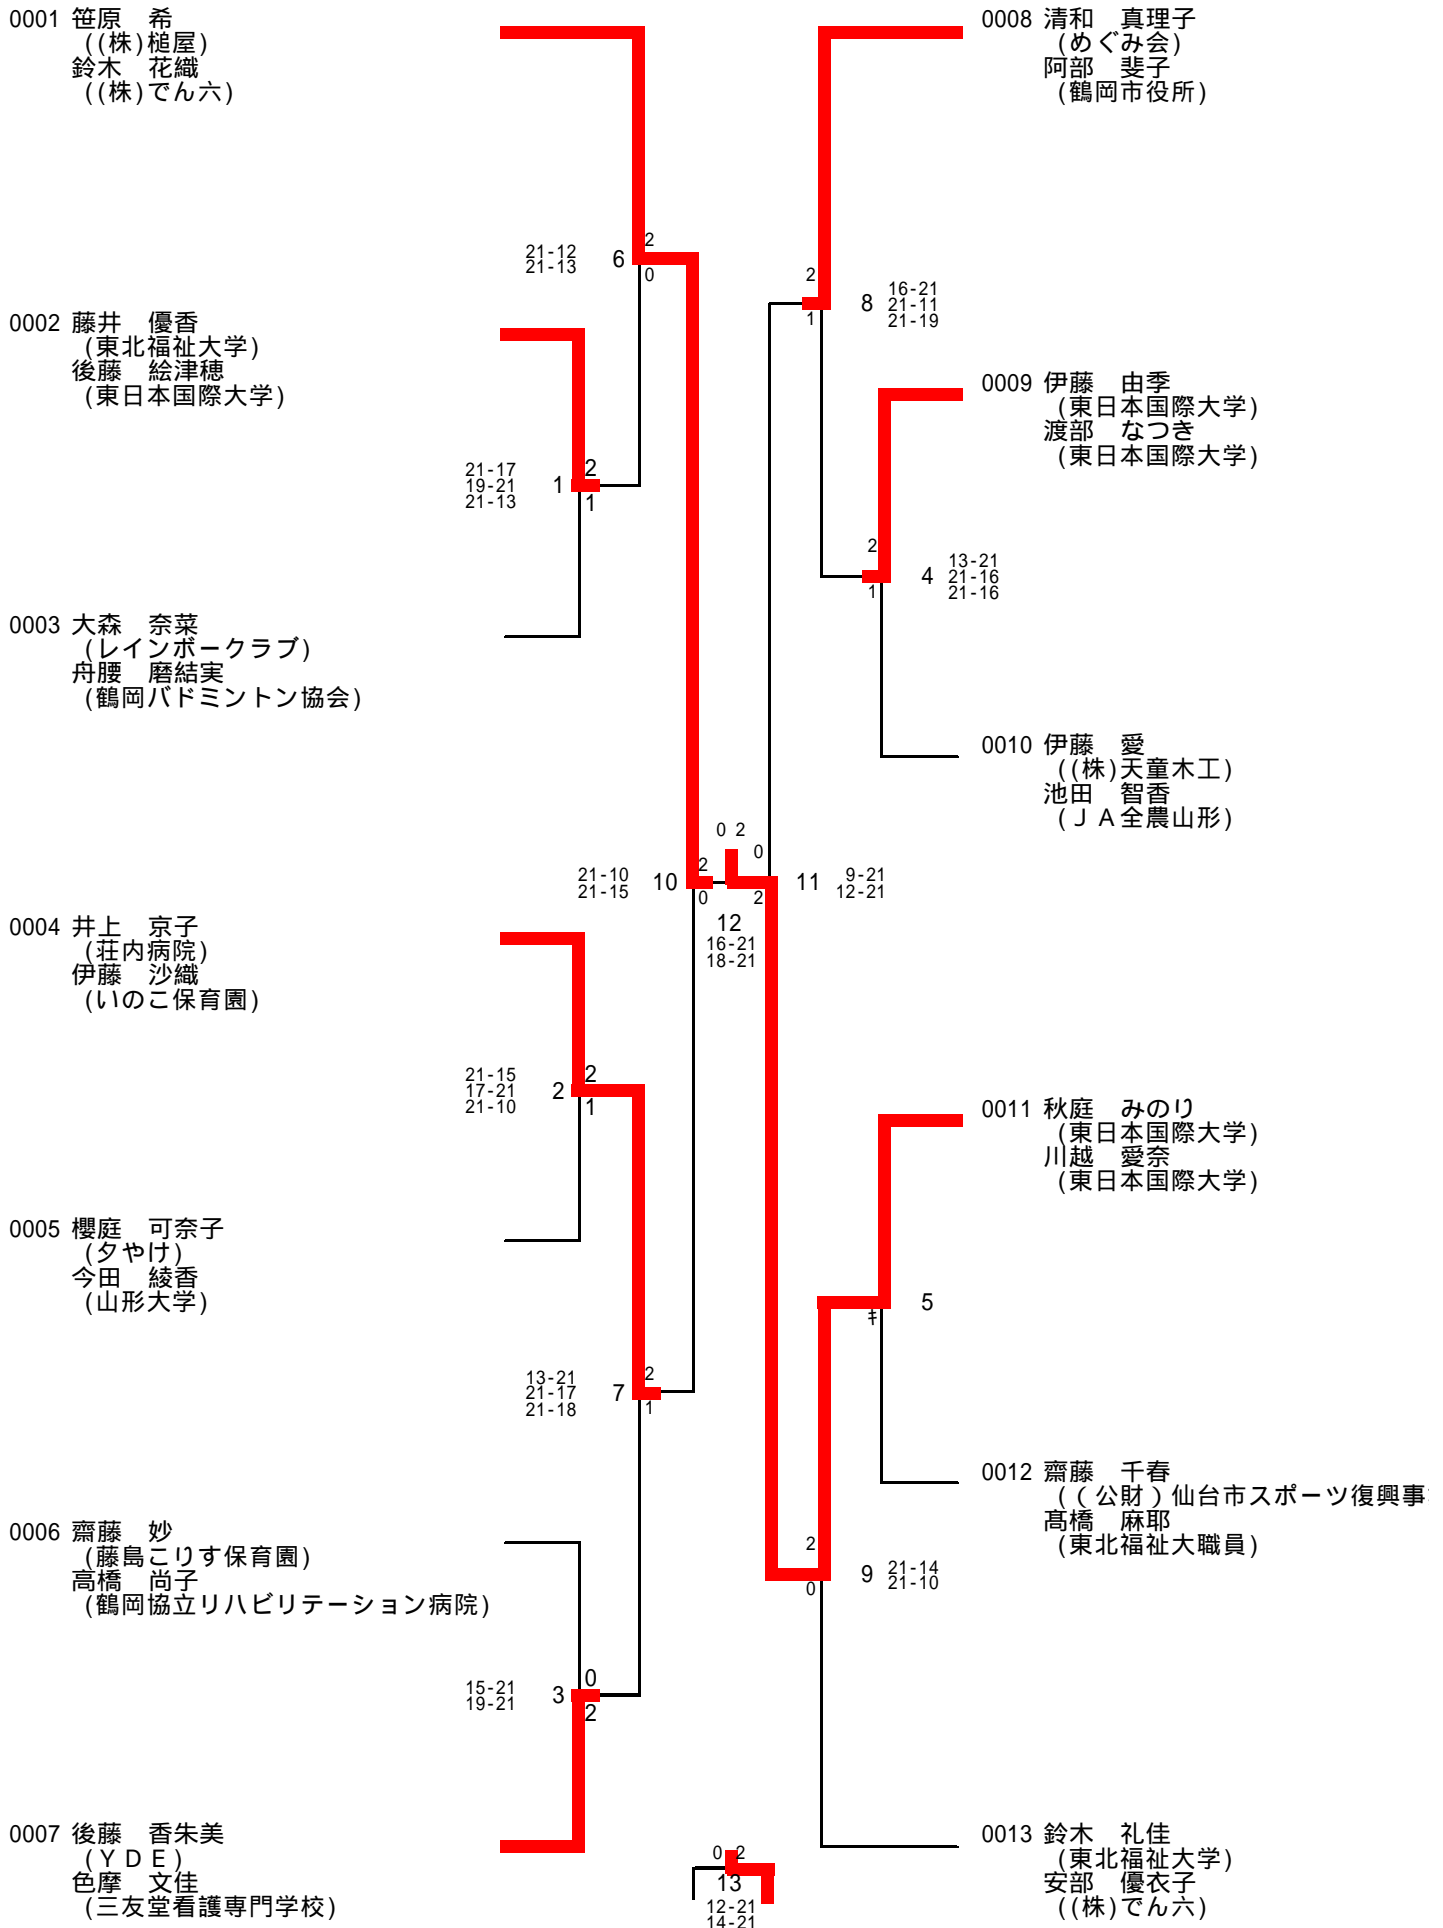 0001 笹原　希
((株)槌屋)
鈴木　花織
((株)でん六)
21-12
21-13
6
2
0
0002 藤井　優香
(東北福祉大学)
後藤　絵津穂
(東日本国際大学)
21-17
19-21
21-13
1
2
1
0003 大森　奈菜
(レインボークラブ)
舟腰　磨結実
(鶴岡バドミントン協会)
21-10
21-15
10
2
0
0004 井上　京子
(荘内病院)
伊藤　沙織
(いのこ保育園)
21-15
17-21
21-10
2
2
1
0005 櫻庭　可奈子
(夕やけ)
今田　綾香
(山形大学)
13-21
21-17
21-18
7
2
1
0006 齋藤　妙
(藤島こりす保育園)
高橋　尚子
(鶴岡協立リハビリテーション病院)
15-21
19-21
3
0
2
0007 後藤　香朱美
(ＹＤＥ)
色摩　文佳
(三友堂看護専門学校)
0 2
12
16-21
18-21
0 2
13
12-21
14-21
0008 清和　真理子
(めぐみ会)
阿部　斐子
(鶴岡市役所)
2
1
8
16-21
21-11
21-19
0009 伊藤　由季
(東日本国際大学)
渡部　なつき
(東日本国際大学)
2
1
4
13-21
21-16
21-16
0010 伊藤　愛
((株)天童木工)
池田　智香
(ＪＡ全農山形)
0
2
11
9-21
12-21
0011 秋庭　みのり
(東日本国際大学)
川越　愛奈
(東日本国際大学)
ｷ
5
0012 齋藤　千春
((公財)仙台市スポーツ復興事
髙橋　麻耶
(東北福祉大職員)
2
0
9
21-14
21-10
0013 鈴木　礼佳
(東北福祉大学)
安部　優衣子
((株)でん六)